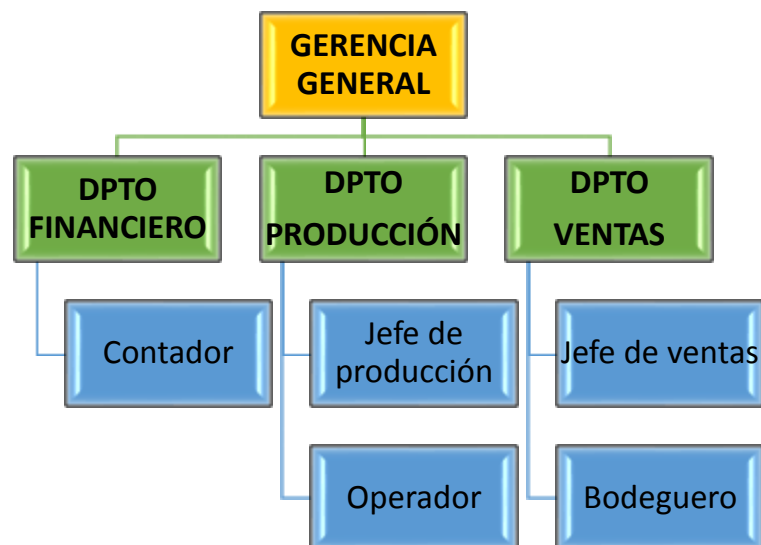 GERENCIA
GENERAL
DPTO
FINANCIERO
DPTO
PRODUCCIÓN
DPTO
VENTAS
Contador
Jefe de
producción
Jefe de ventas
Operador
Bodeguero